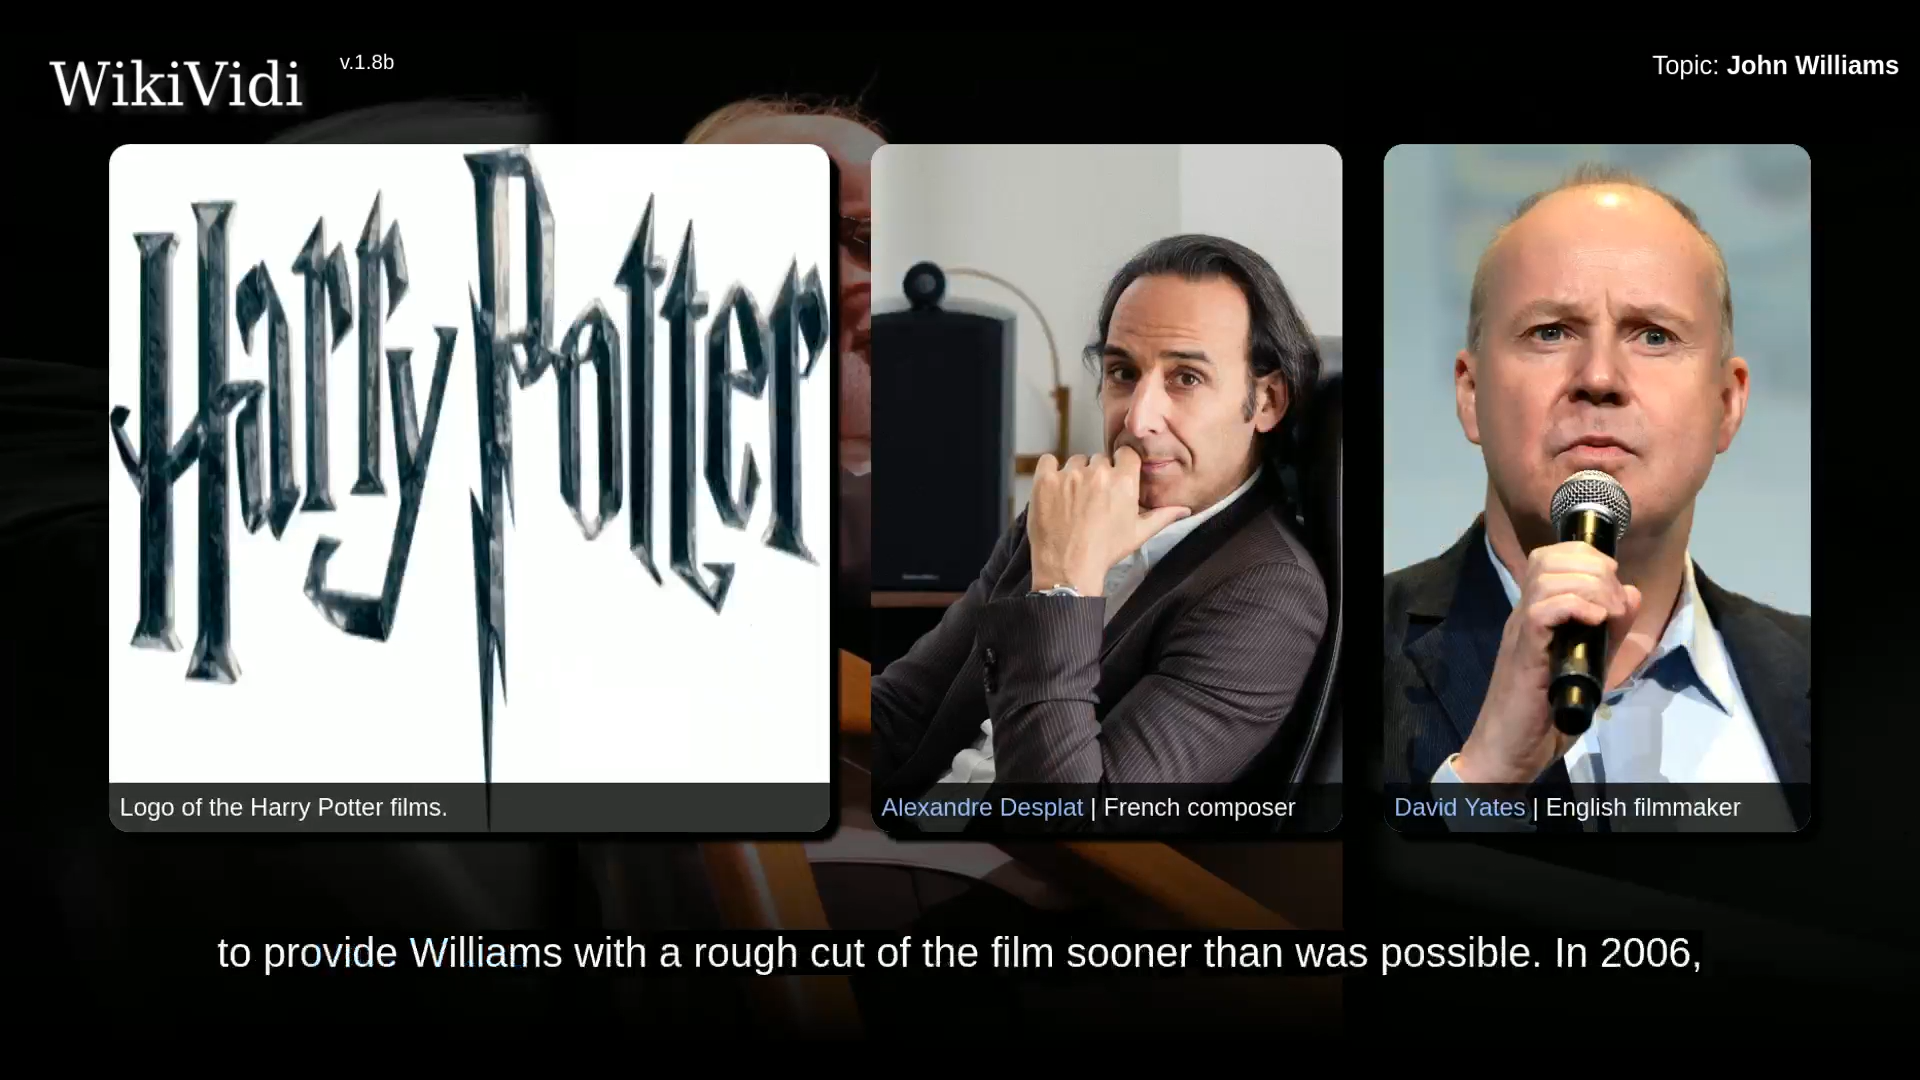 WikiVidi
v.1.8b
Topic: John Williams
Harry Potter
Logo of the Harry Potter films.
Alexandre Desplat | French composer
David Yates | English filmmaker
to provide Williams with a rough cut of the film sooner than was possible. In 2006,